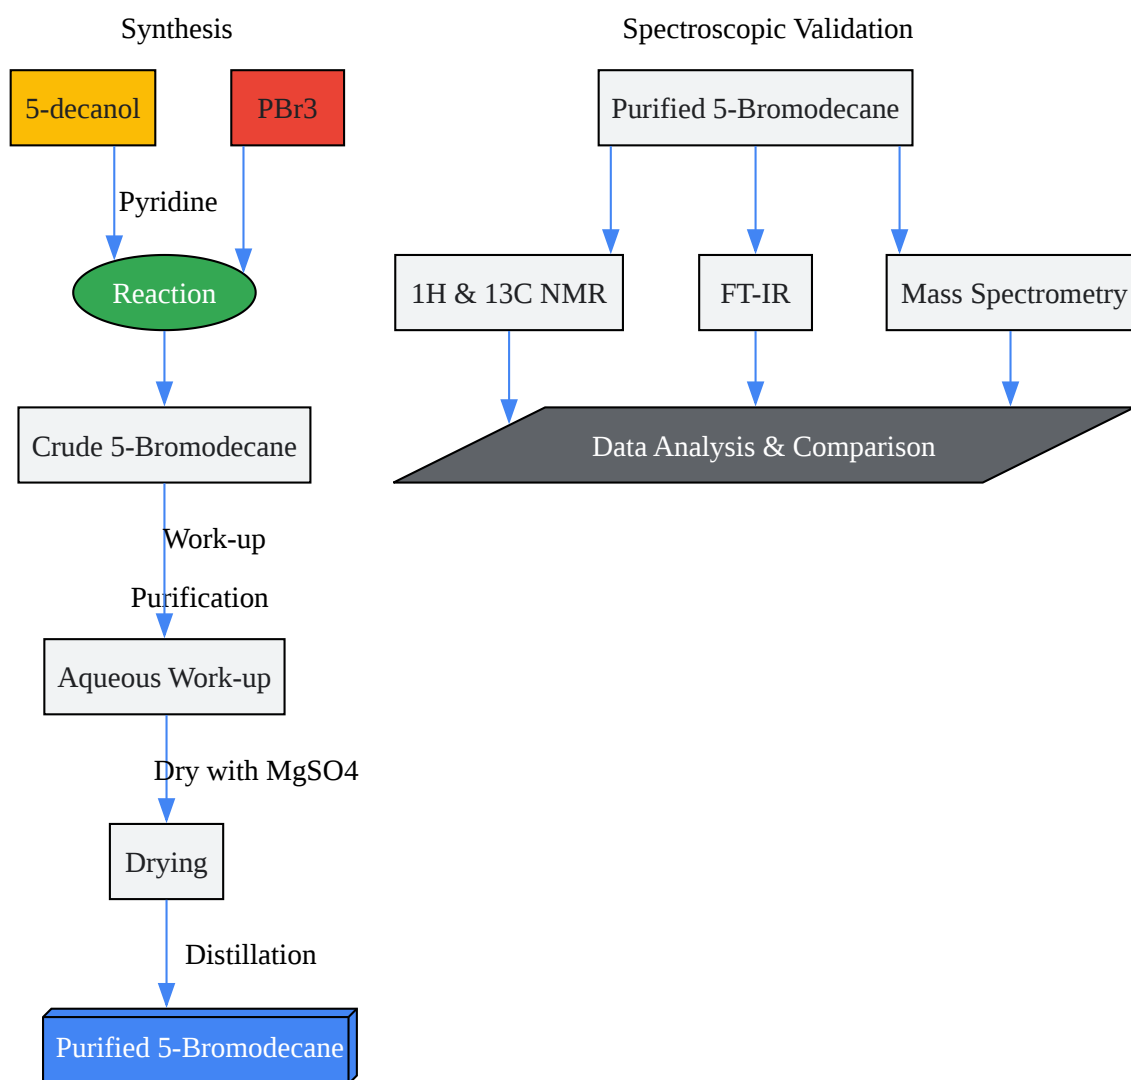 Synthesis
5-decanol
PBr3
Pyridine
Reaction
Crude 5-Bromodecane
Work-up
Purification
Aqueous Work-up
Dry with MgSO4
Drying
Distillation
Purified 5-Bromodecane
Spectroscopic Validation
Purified 5-Bromodecane
1H & 13C NMR
FT-IR
Mass Spectrometry
Data Analysis & Comparison